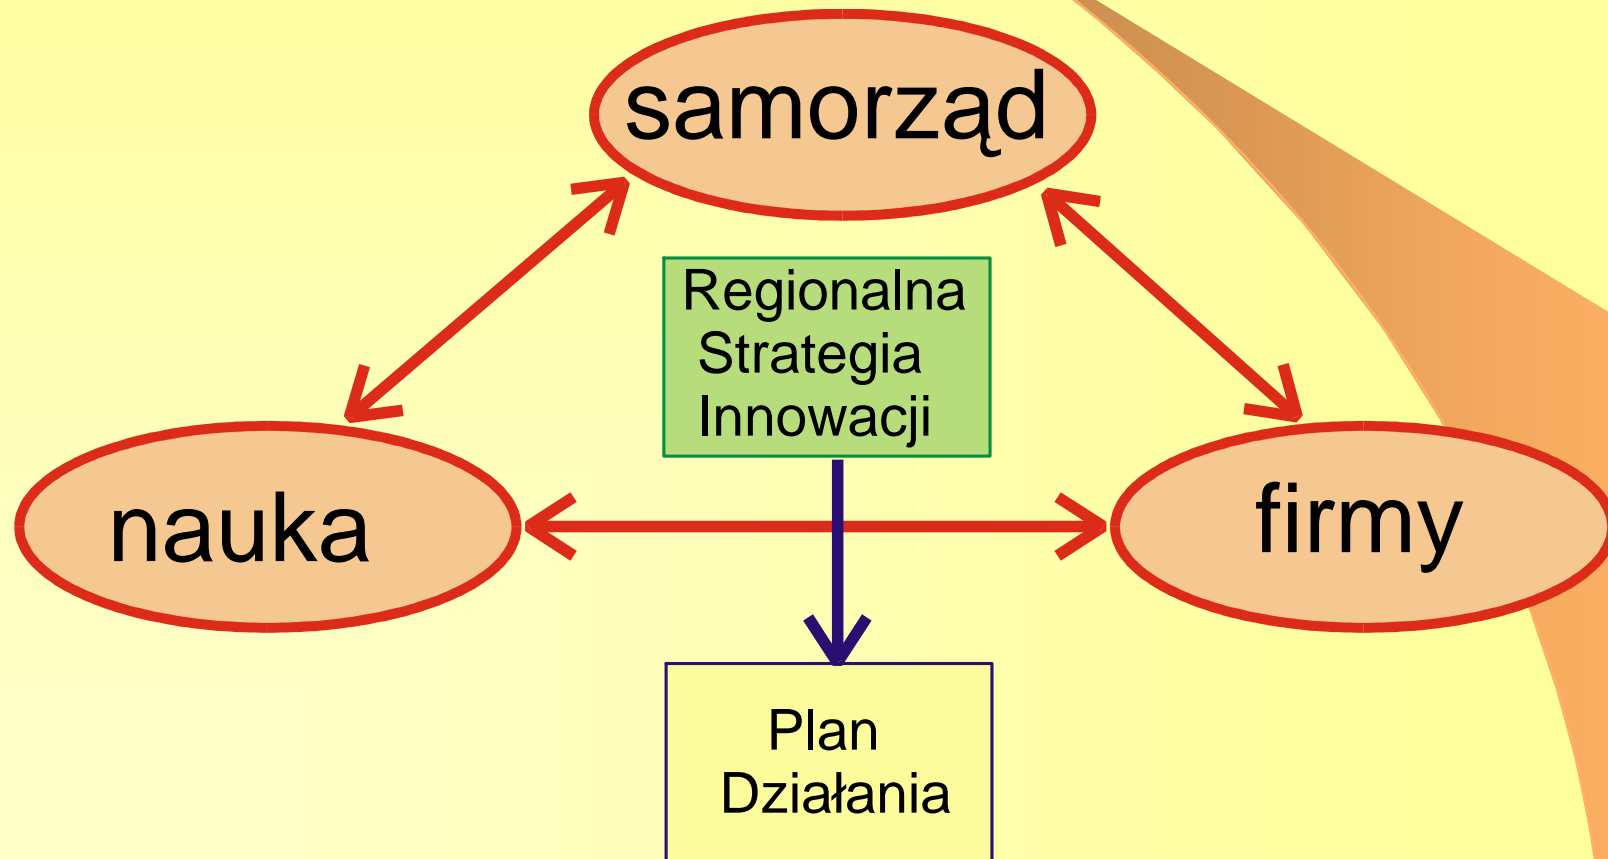 samorząd
Regionalna
Strategia
Innowacji
nauka
firmy
Plan
Działania